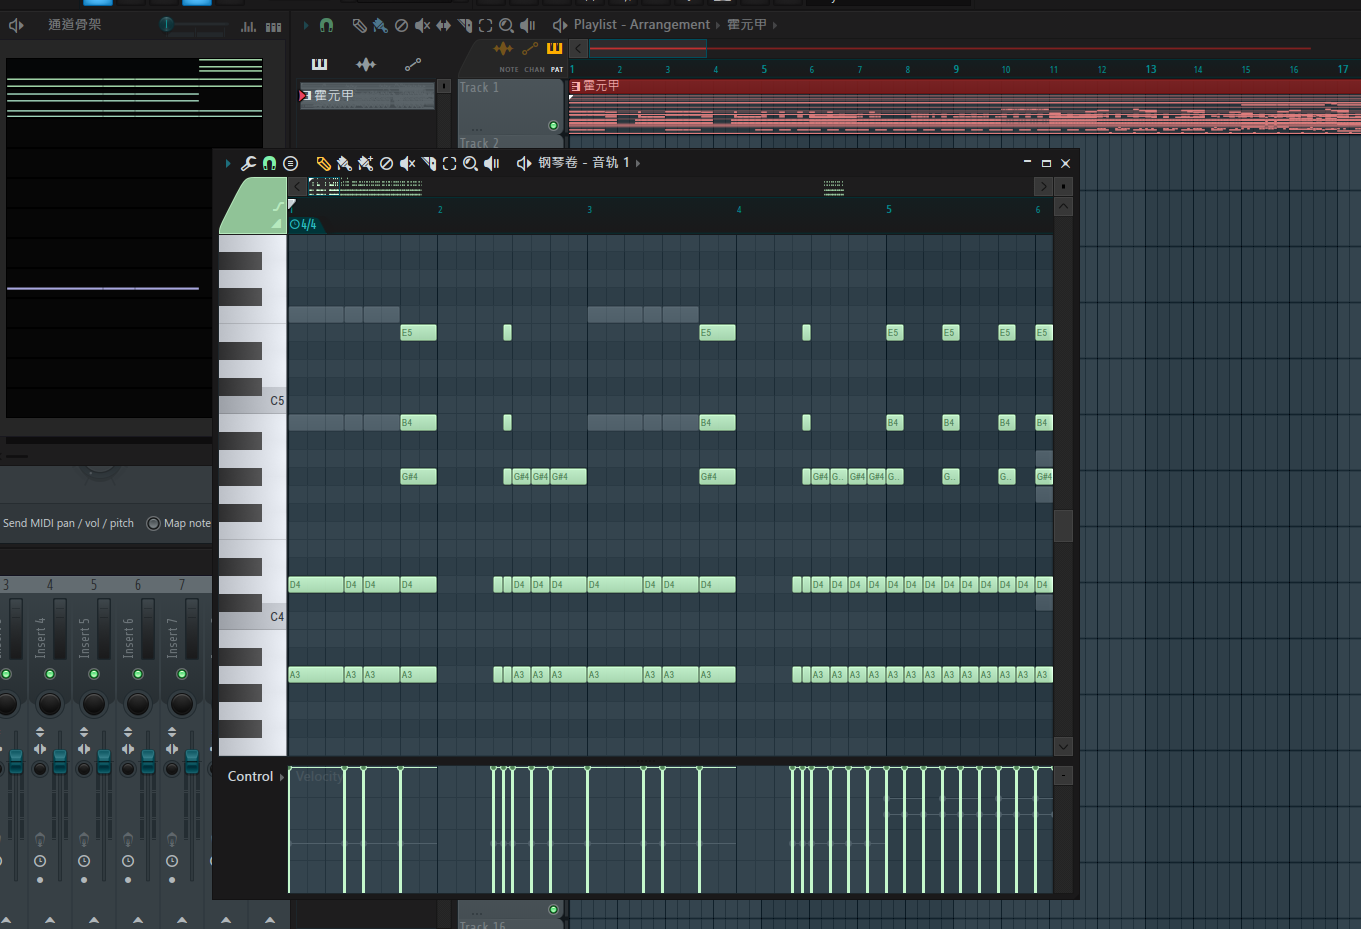 通道骨架
Playlist - Arrangement
霍元甲
NOTE CHAN PAT
1 2 3 4 5 6 7 8 9 10 11 12 13 14 15 16 17
霍元甲
Track 1
霍元甲
...
Track 2
钢琴卷 - 音轨 1
1 2 3 4 5 6
4/4
E5 E5 E5 E5 E5 E5
C5
B4 B4 B4 B4 B4 B4
G#4 G#4 G#4 G#4 G#4 G#4 G.. G#4 G#4 G.. G.. G.. G#4
D4 D4 D4 D4 D4 D4 D4 D4 D4 D4 D4 D4 D4 D4 D4 D4 D4 D4 D4 D4 D4 D4 D4 D4
C4
A3 A3 A3 A3 A3 A3 A3 A3 A3 A3 A3 A3 A3 A3 A3 A3 A3 A3 A3 A3 A3 A3 A3 A3
Send MIDI pan / vol / pitch
Map note
3 4 5 6 7
Insert 4
Insert 5
Insert 6
Insert 7
Control
Velocity
...
Track 16